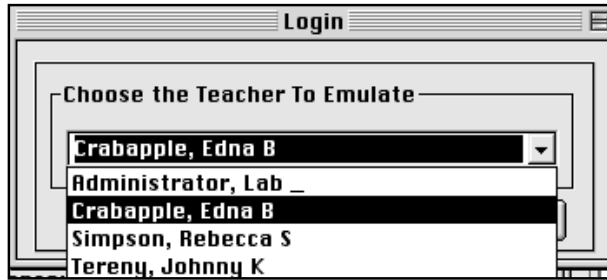 Login
Choose the Teacher To Emulate
Crabapple, Edna B
Administrator, Lab _
Crabapple, Edna B
Simpson, Rebecca S
Tereny, Johnny K